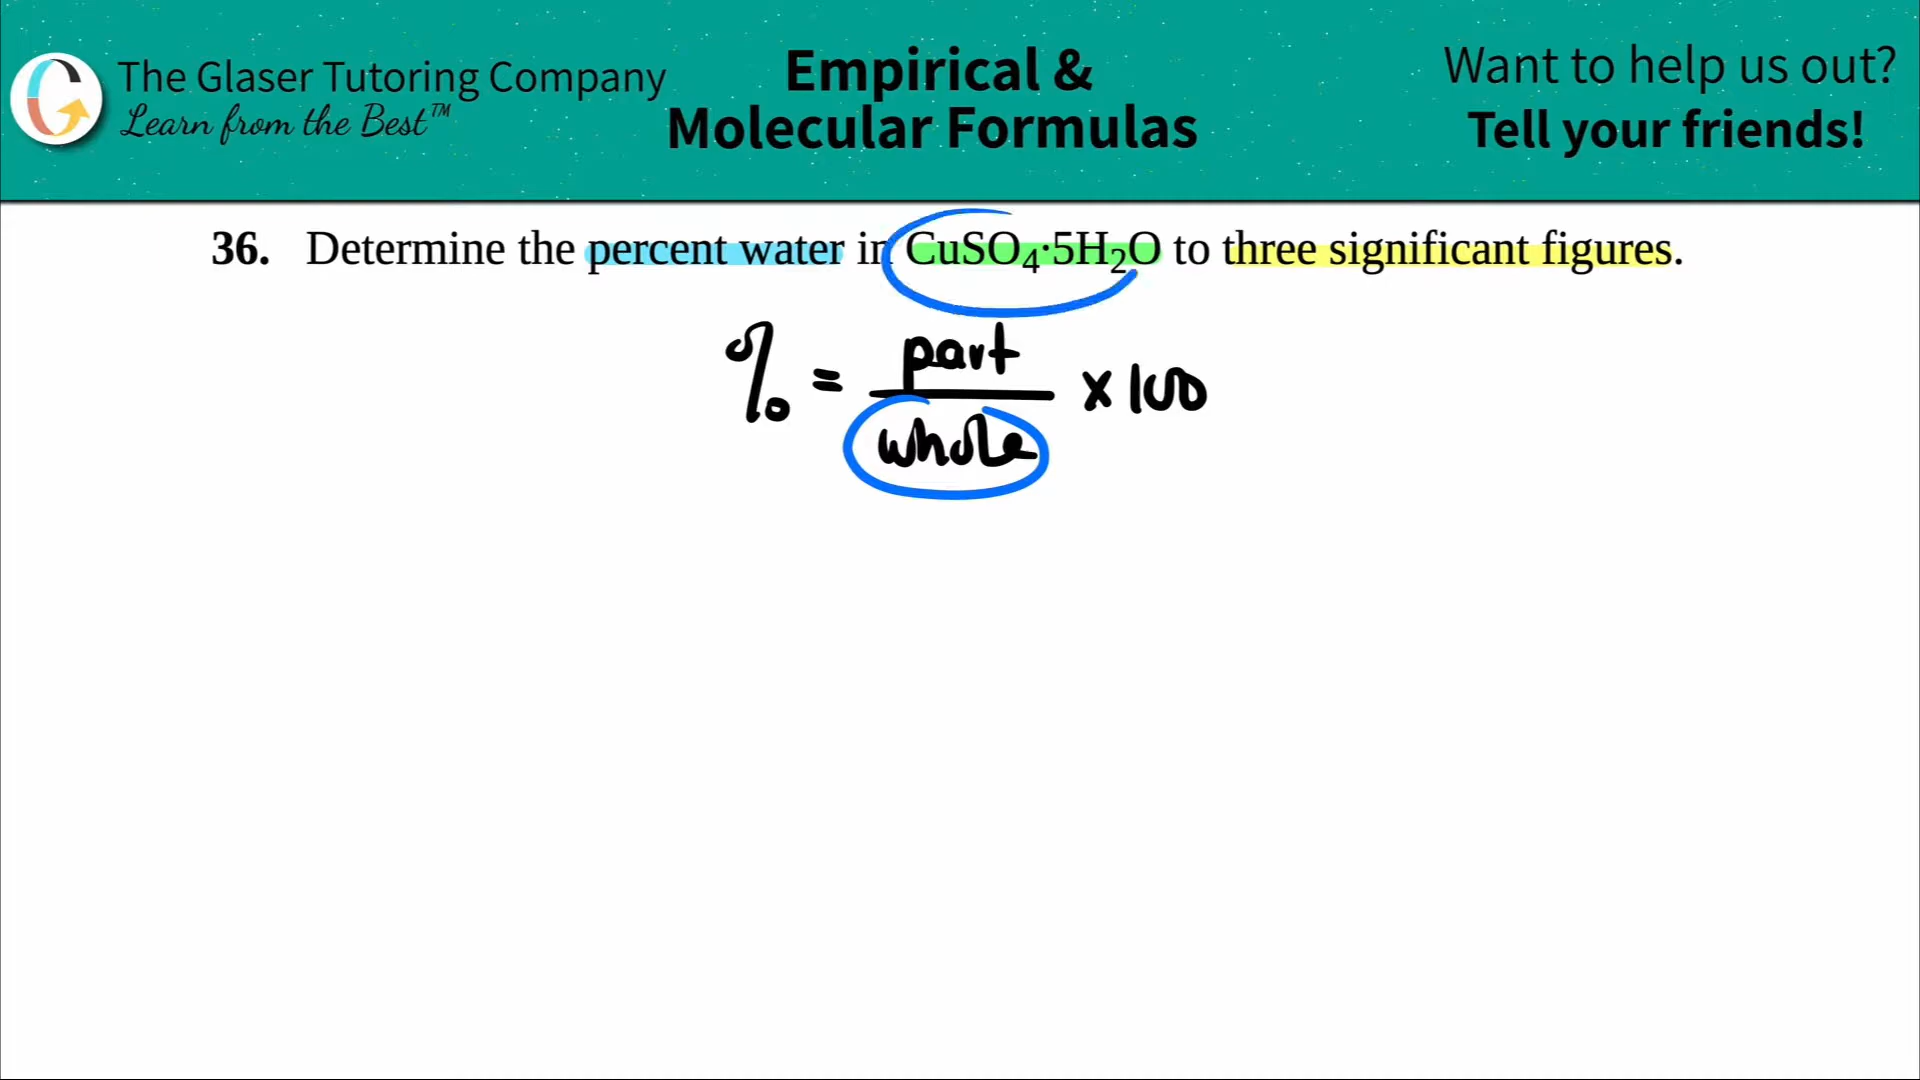 The Glaser Tutoring Company
Learn from the Best™
Empirical &
Molecular Formulas
Want to help us out?
Tell your friends!
36. Determine the percent water in CuSO₄·5H₂O to three significant figures.
% = part/whole × 100